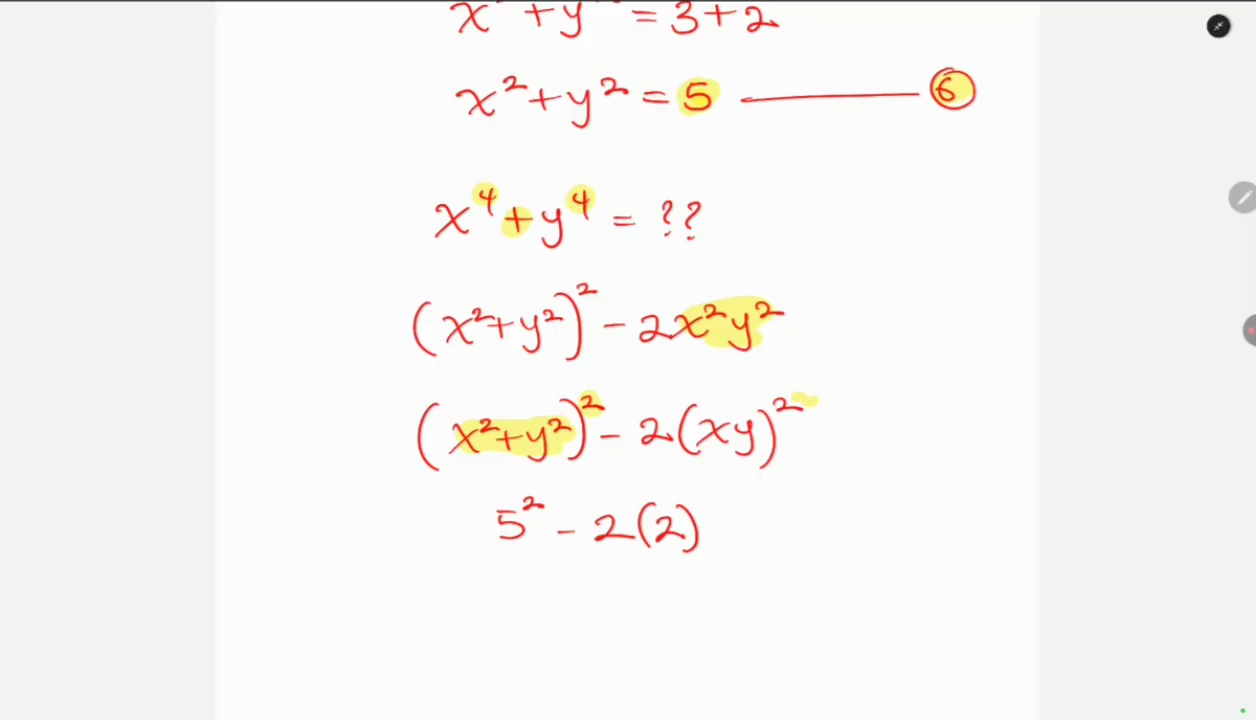 x² + y² = 3 + 2
x² + y² = 5 ——— 6
x⁴ + y⁴ = ??
(x² + y²)² - 2x²y²
(x² + y²)² - 2(xy)²
5² - 2(2)